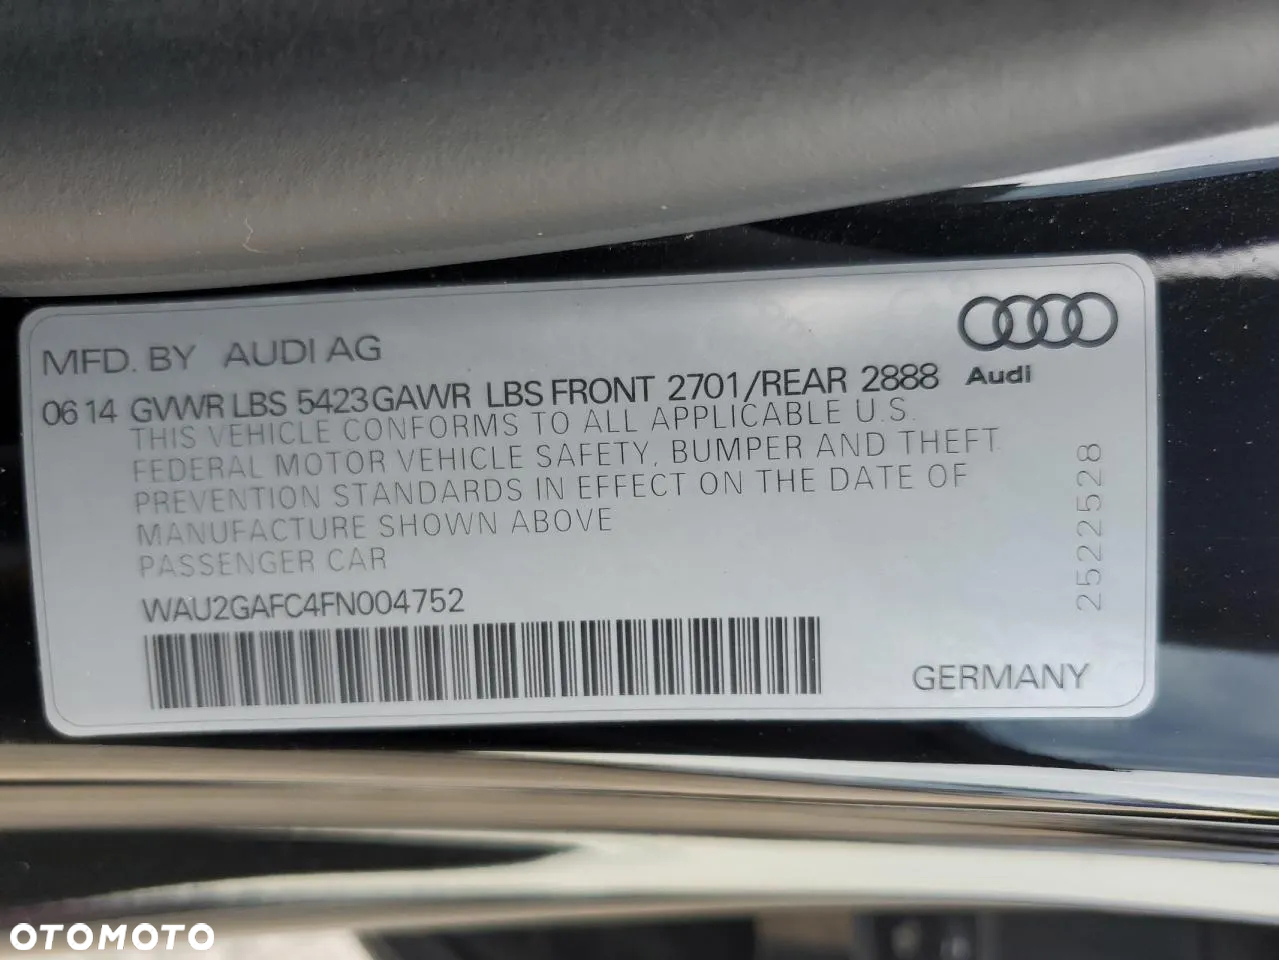 MFD. BY AUDI AG
Audi
06 14 GVWR LBS 5423 GAWR LBS FRONT 2701/REAR 2888
THIS VEHICLE CONFORMS TO ALL APPLICABLE U.S.
FEDERAL MOTOR VEHICLE SAFETY, BUMPER AND THEFT
PREVENTION STANDARDS IN EFFECT ON THE DATE OF
MANUFACTURE SHOWN ABOVE
PASSENGER CAR
WAU2GAFC4FN004752
2522528
GERMANY
OTOMOTO